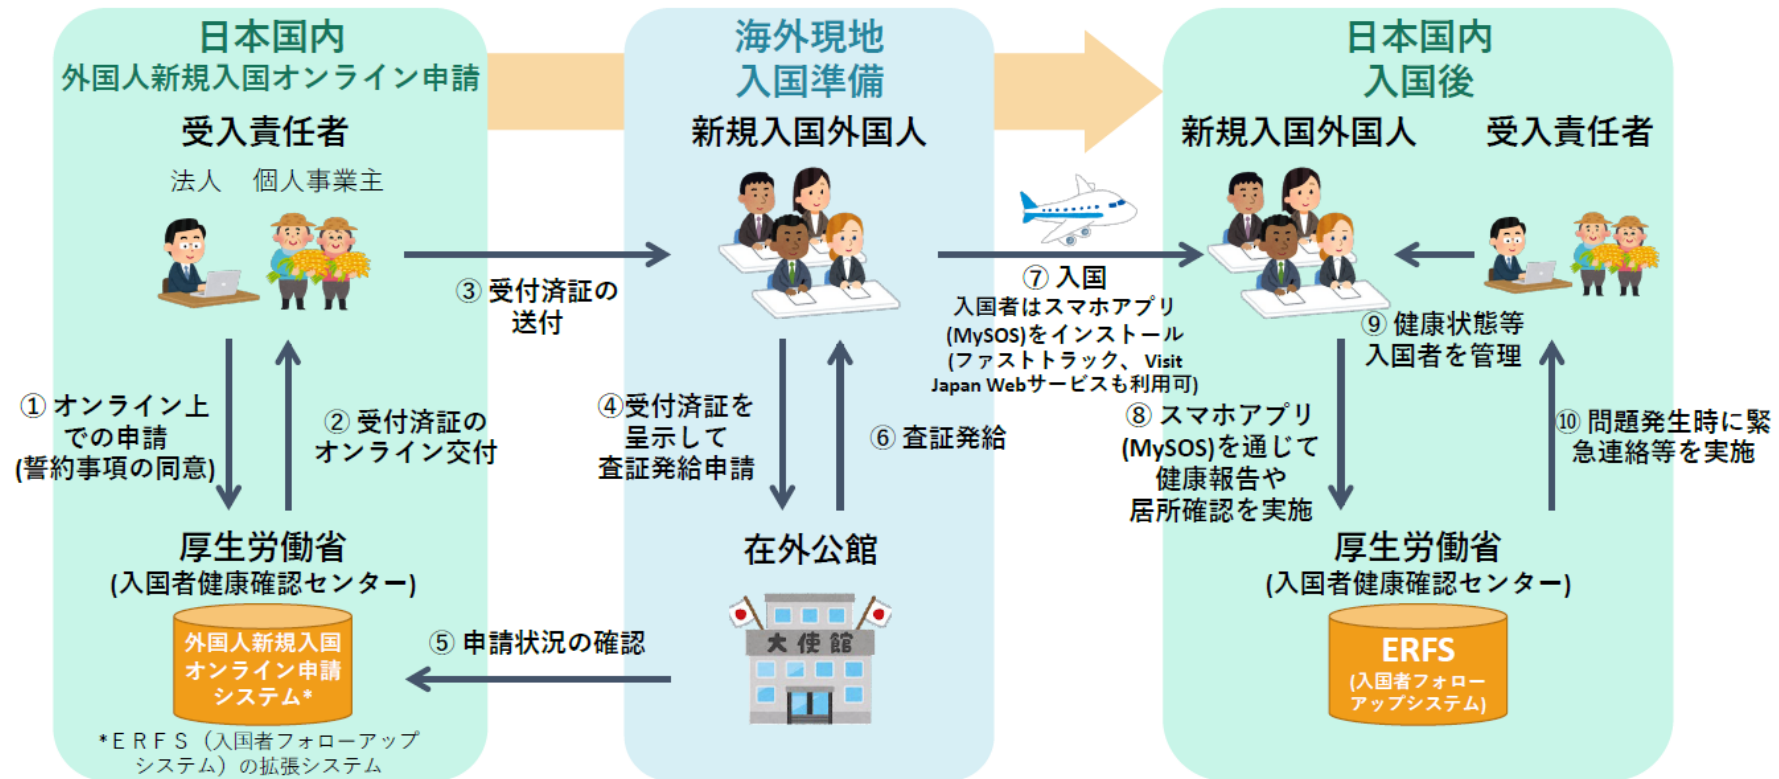 日本国内
外国人新規入国オンライン申請
受入責任者
法人　個人事業主
① オンライン上
での申請
(誓約事項の同意)
② 受付済証の
オンライン交付
厚生労働省
(入国者健康確認センター)
外国人新規入国
オンライン申請
システム*
*ＥＲＦＳ（入国者フォローアップ
システム）の拡張システム
③ 受付済証の
送付
海外現地
入国準備
新規入国外国人
④受付済証を
呈示して
査証発給申請
⑥ 査証発給
在外公館
大使館
⑤ 申請状況の確認
⑦ 入国
入国者はスマホアプリ
(MySOS)をインストール
(ファストトラック、Visit
Japan Webサービスも利用可)
日本国内
入国後
新規入国外国人
受入責任者
⑧ スマホアプリ
(MySOS)を通じて
健康報告や
居所確認を実施
⑨ 健康状態等
入国者を管理
⑩ 問題発生時に緊
急連絡等を実施
厚生労働省
(入国者健康確認センター)
ERFS
(入国者フォロー
アップシステム)